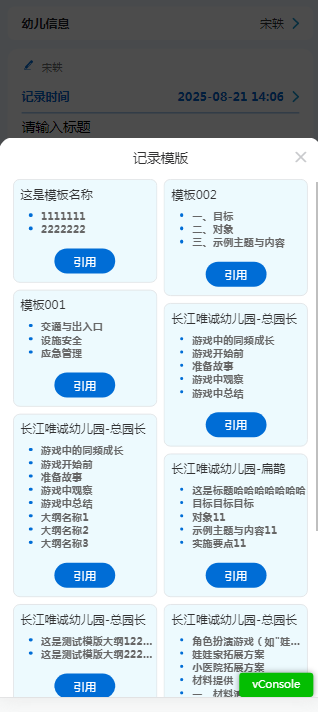 幼儿信息 宋轶
宋轶
记录时间 2025-08-21 14:06
请输入标题
记录模版
这是模板名称
1111111
2222222
引用
模板001
交通与出入口
设施安全
应急管理
引用
长江唯诚幼儿园-总园长
游戏中的同频成长
游戏开始前
准备故事
游戏中观察
游戏中总结
大纲名称1
大纲名称2
大纲名称3
引用
长江唯诚幼儿园-总园长
这是测试模版大纲122...
这是测试模版大纲222...
引用
模板002
一、目标
二、对象
三、示例主题与内容
引用
长江唯诚幼儿园-总园长
游戏中的同频成长
游戏开始前
准备故事
游戏中观察
游戏中总结
引用
长江唯诚幼儿园-扁鹊
这是标题哈哈哈哈哈哈哈
目标目标目标
对象11
示例主题与内容11
实施要点11
引用
长江唯诚幼儿园-总园长
角色扮演游戏（如“娃...
娃娃家拓展方案
小医院拓展方案
材料提供
vConsole